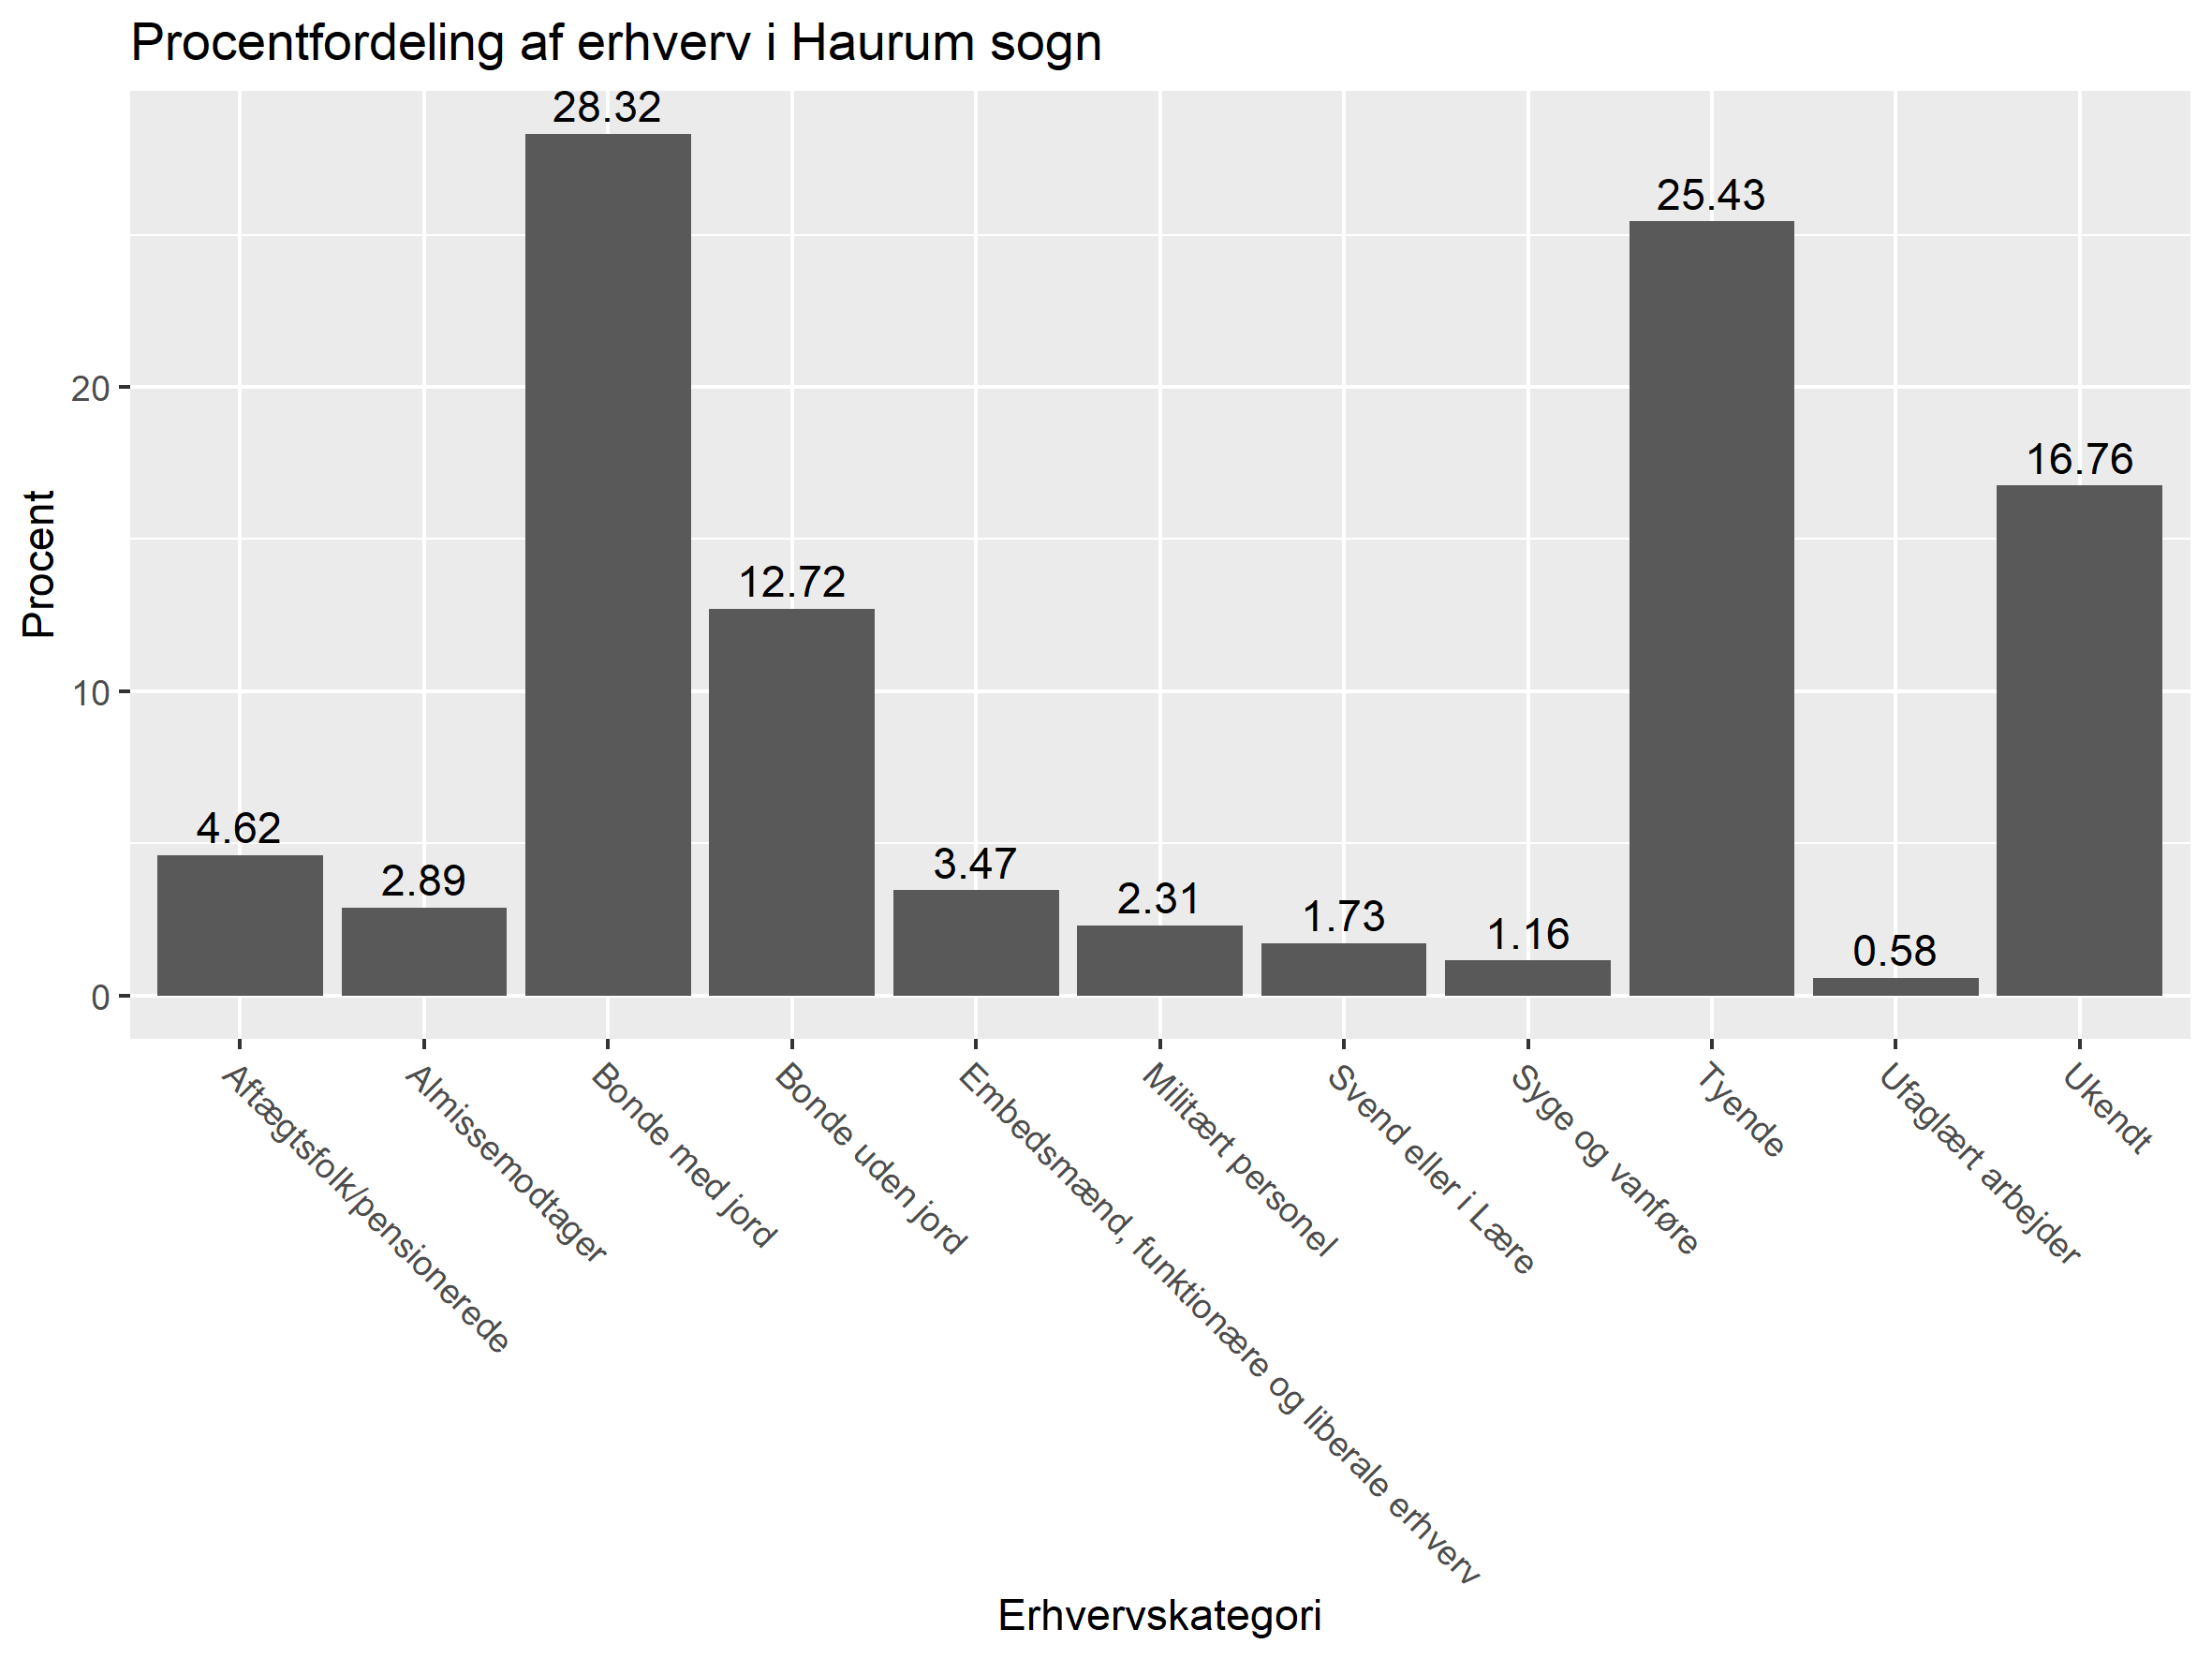 Procentfordeling af erhverv i Haurum sogn
Procent
20
10
0
4.62
2.89
28.32
12.72
3.47
2.31
1.73
1.16
25.43
0.58
16.76
Aftægtsfolk/pensionerede
Almissemodtager
Bonde med jord
Bonde uden jord
Embedsmænd, funktionære og liberale erhverv
Militært personel
Svend eller i Lære
Syge og vanføre
Tyende
Ufaglært arbejder
Ukendt
Erhvervskategori